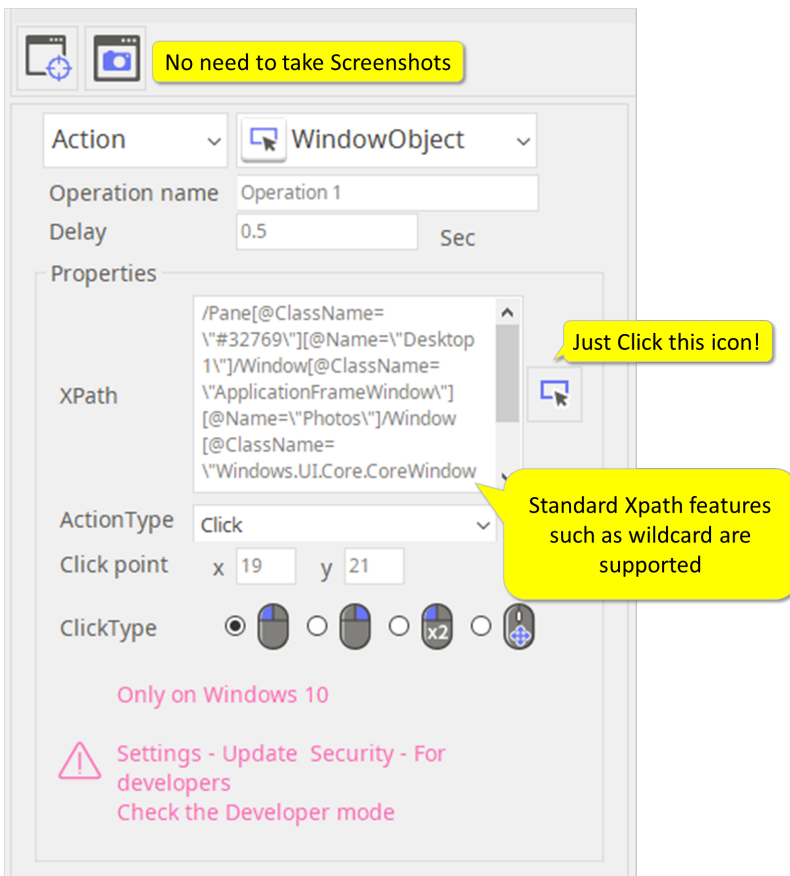 No need to take Screenshots
Action
WindowObject
Operation name
Operation 1
Delay
0.5
Sec
Properties
XPath
/Pane[@ClassName=
\"#32769\"][@Name=\"Desktop
1\"]/Window[@ClassName=
\"ApplicationFrameWindow\"]
[@Name=\"Photos\"]/Window
[@ClassName=
\"Windows.UI.Core.CoreWindow
Just Click this icon!
Standard Xpath features
such as wildcard are
supported
ActionType
Click
Click point
x 19 y 21
ClickType
x2
Only on Windows 10
Settings - Update  Security - For
developers
Check the Developer mode